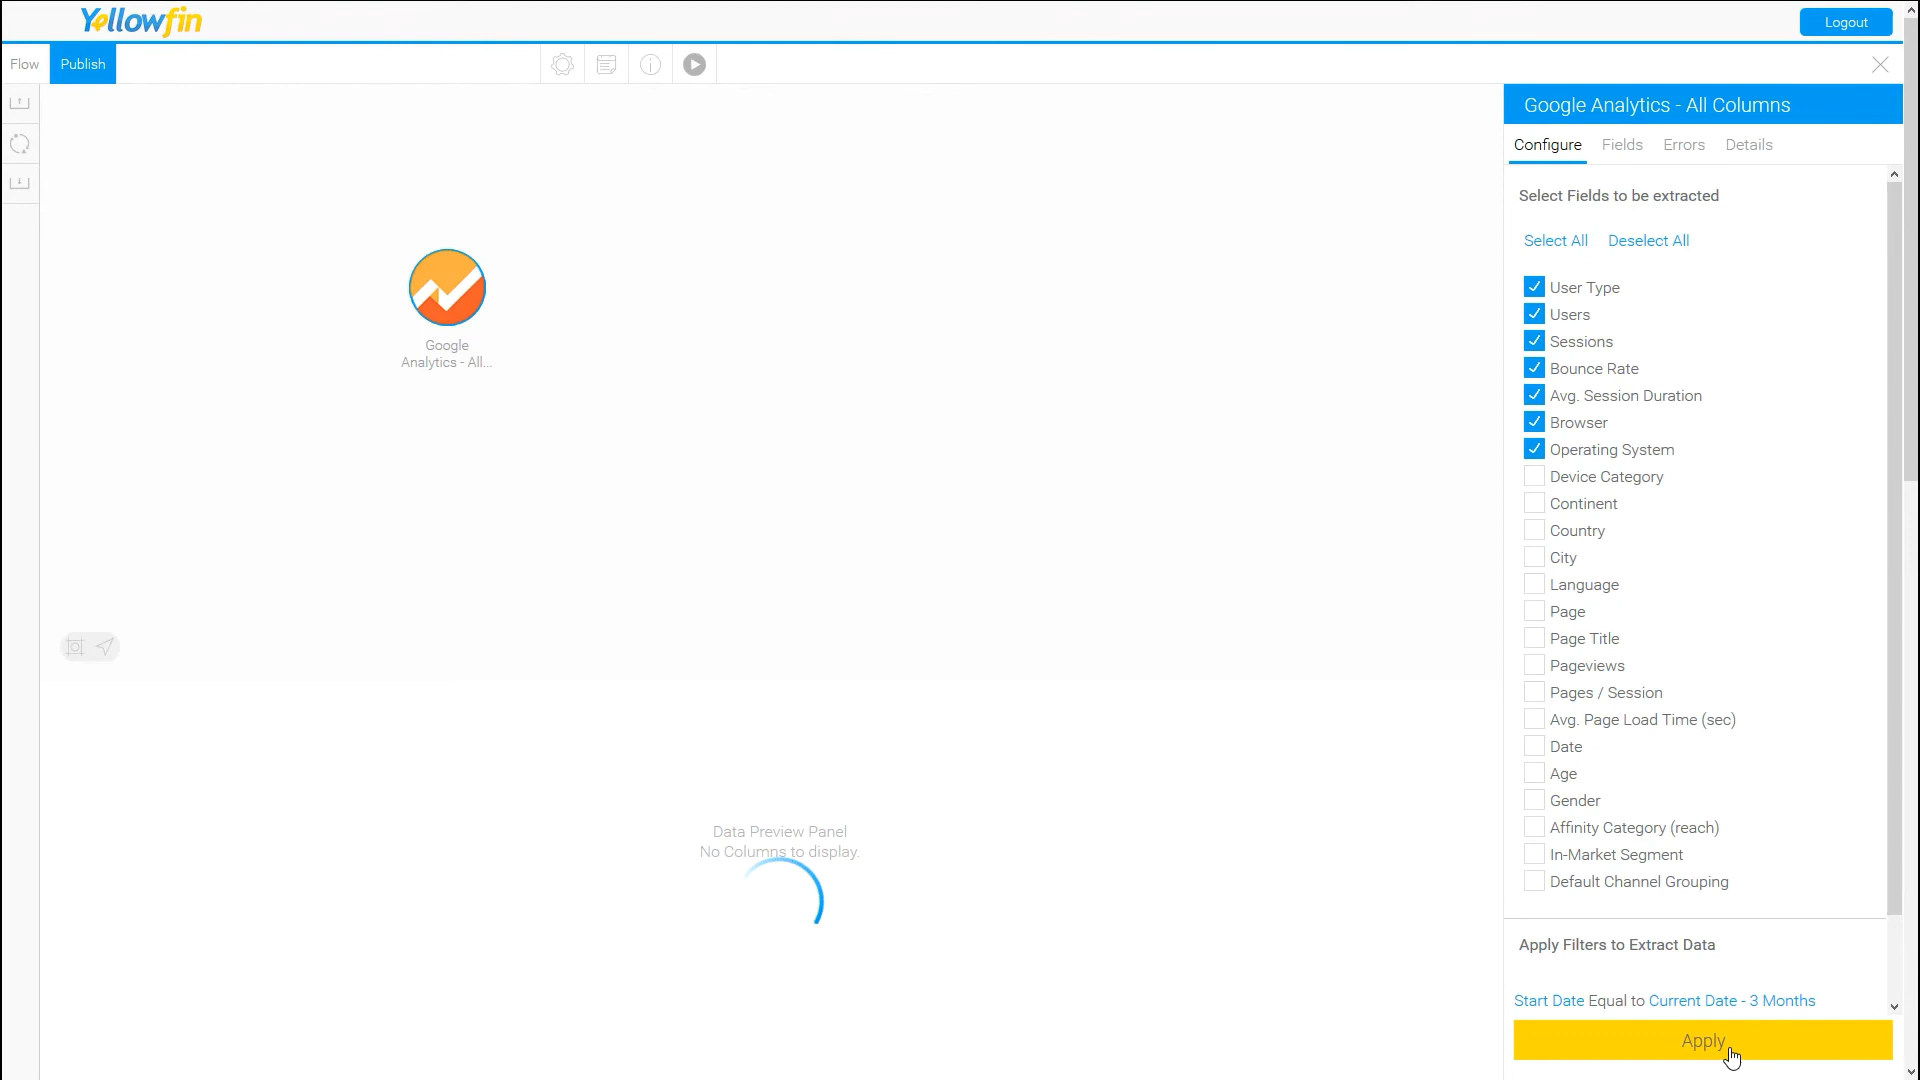 Yellowfin
Logout
Flow
Publish
Google Analytics - All Columns
Configure
Fields
Errors
Details
Select Fields to be extracted
Select All
Deselect All
User Type
Users
Sessions
Bounce Rate
Avg. Session Duration
Browser
Operating System
Device Category
Continent
Country
City
Language
Page
Page Title
Pageviews
Pages / Session
Avg. Page Load Time (sec)
Date
Age
Gender
Affinity Category (reach)
In-Market Segment
Default Channel Grouping
Apply Filters to Extract Data
Start Date Equal to Current Date - 3 Months
Apply
Google
Analytics - All...
Data Preview Panel
No Columns to display.